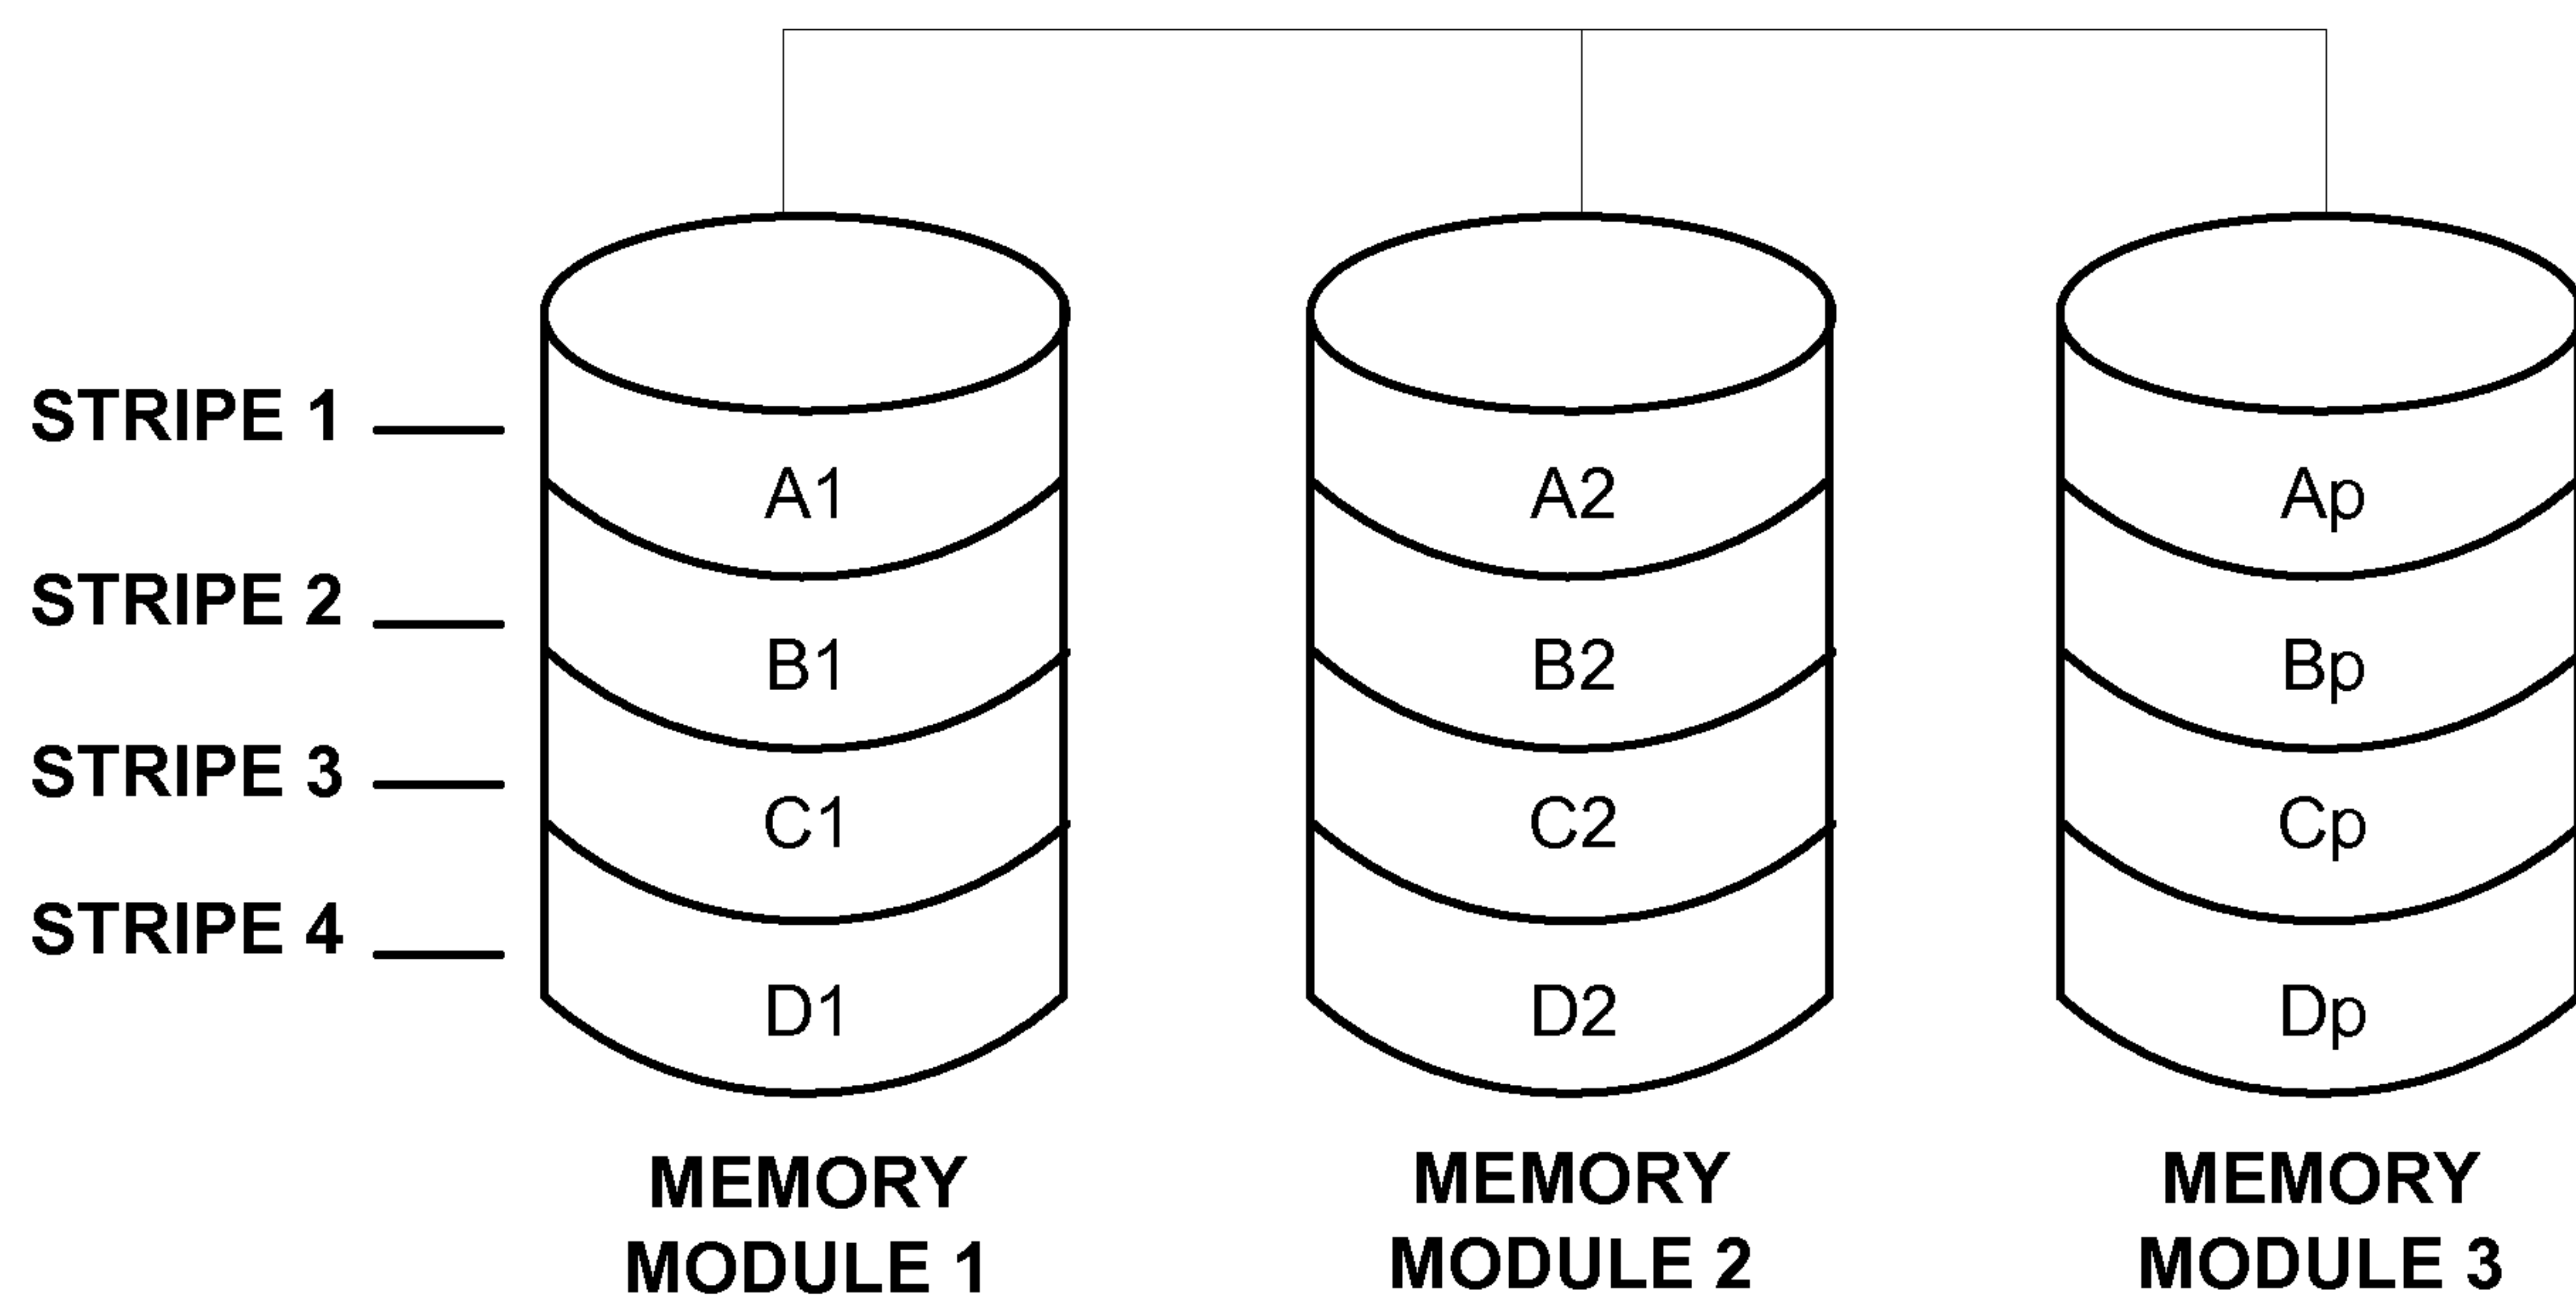 STRIPE 1
A1 A2 Ap
STRIPE 2
B1 B2 Bp
STRIPE 3
C1 C2 Cp
STRIPE 4
D1 D2 Dp
MEMORY MODULE 1
MEMORY MODULE 2
MEMORY MODULE 3